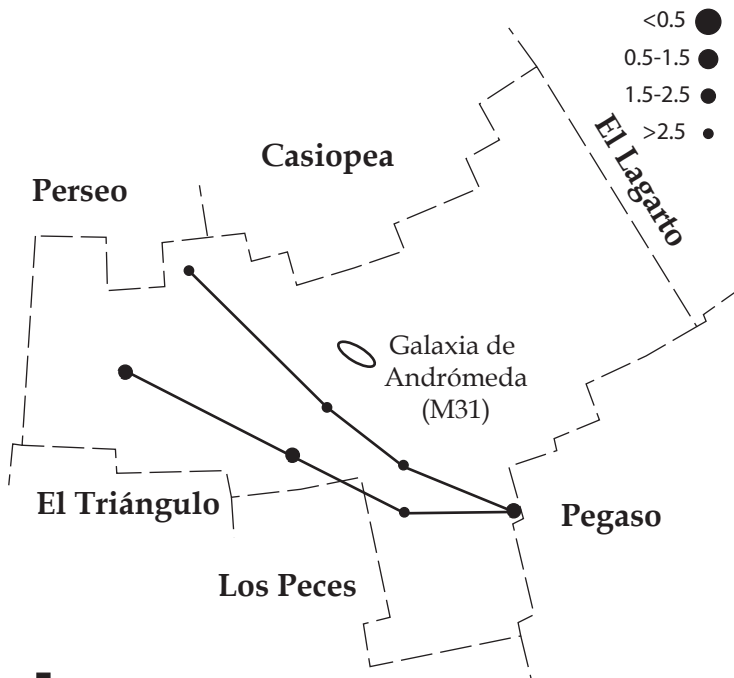 <0.5
0.5-1.5
1.5-2.5
>2.5
El Lagarto
Casiopea
Perseo
Galaxia de
Andrómeda
(M31)
El Triángulo
Pegaso
Los Peces